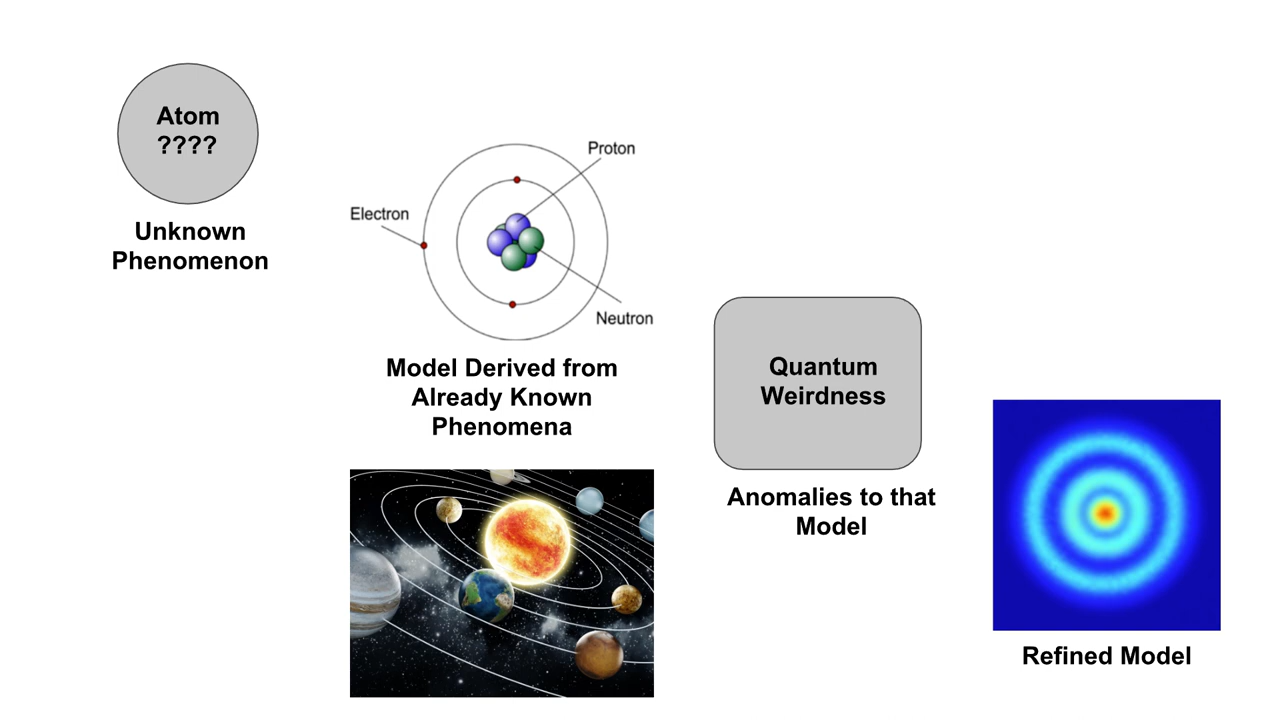 Atom
????
Unknown
Phenomenon
Proton
Electron
Neutron
Model Derived from
Already Known
Phenomena
Quantum
Weirdness
Anomalies to that
Model
Refined Model